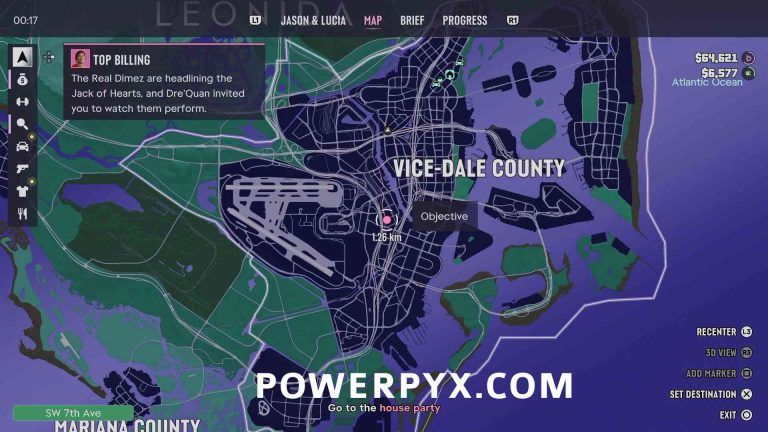 LEONIDA
00:17
L1 JASON & LUCIA MAP BRIEF PROGRESS R1
TOP BILLING
The Real Dimez are headlining the
Jack of Hearts, and Dre'Quan invited
you to watch them perform.
$64,621
$6,577
Atlantic Ocean
VICE-DALE COUNTY
Objective
1.26 km
RECENTER L3
3D VIEW R3
ADD MARKER
SET DESTINATION
EXIT
POWERPYX.COM
Go to the house party
SW 7th Ave
MARIANA COUNTY